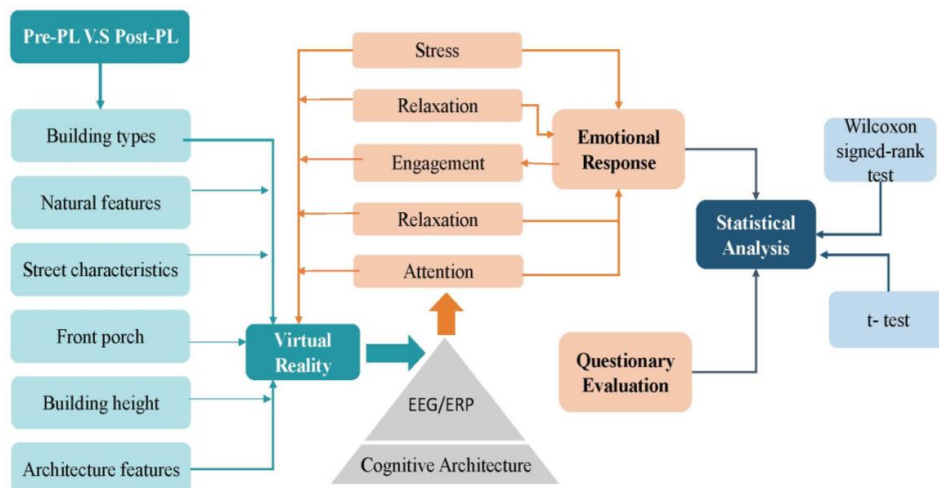 Pre-PL V.S Post-PL
Building types
Natural features
Street characteristics
Front porch
Building height
Architecture features
Virtual
Reality
Stress
Relaxation
Engagement
Relaxation
Attention
EEG/ERP
Cognitive Architecture
Emotional
Response
Questionary
Evaluation
Statistical
Analysis
Wilcoxon
signed-rank
test
t- test